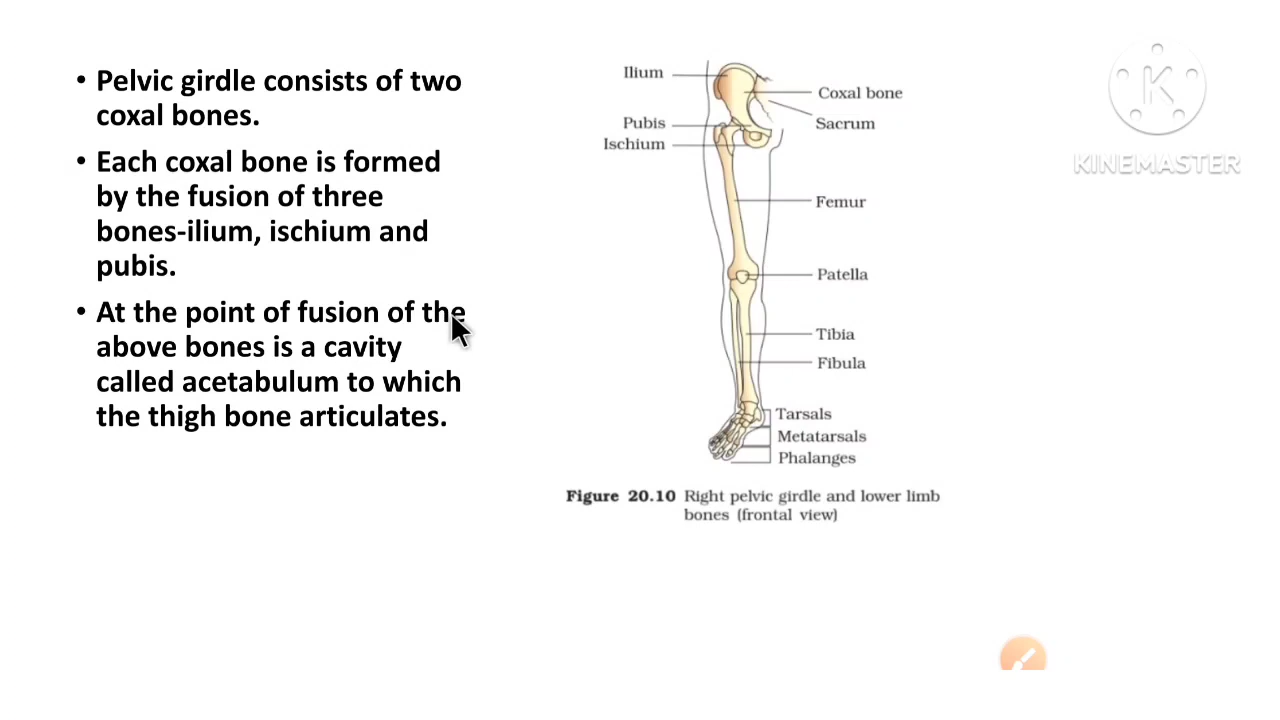 • Pelvic girdle consists of two
coxal bones.
• Each coxal bone is formed
by the fusion of three
bones-ilium, ischium and
pubis.
• At the point of fusion of the
above bones is a cavity
called acetabulum to which
the thigh bone articulates.
Ilium
Coxal bone
Pubis
Sacrum
Ischium
Femur
Patella
Tibia
Fibula
Tarsals
Metatarsals
Phalanges
Figure 20.10 Right pelvic girdle and lower limb
bones (frontal view)
K
KINEMASTER